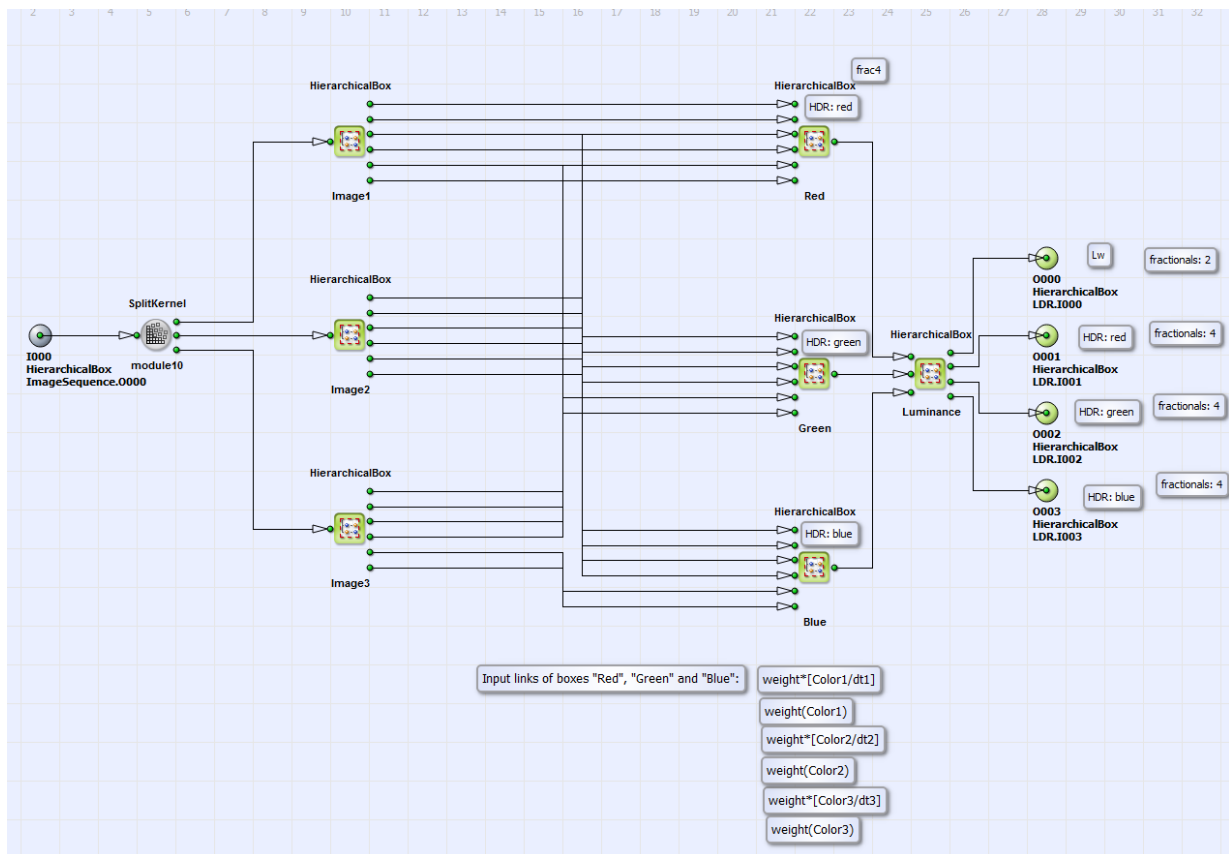 2 3 4 5 6 7 8 9 10 11 12 13 14 15 16 17 18 19 20 21 22 23 24 25 26 27 28 29 30 31 32
frac4
HierarchicalBox
HierarchicalBox
HDR: red
Image1
Red
HierarchicalBox
Lw
fractionals: 2
O000
HierarchicalBox
LDR.I000
SplitKernel
module10
I000
HierarchicalBox
ImageSequence.O000
Image2
HierarchicalBox
HDR: green
Green
HierarchicalBox
Luminance
HDR: red
fractionals: 4
O001
HierarchicalBox
LDR.I001
HDR: green
fractionals: 4
O002
HierarchicalBox
LDR.I002
HierarchicalBox
Image3
HierarchicalBox
HDR: blue
Blue
HDR: blue
fractionals: 4
O003
HierarchicalBox
LDR.I003
Input links of boxes "Red", "Green" and "Blue":
weight*[Color1/dt1]
weight(Color1)
weight*[Color2/dt2]
weight(Color2)
weight*[Color3/dt3]
weight(Color3)